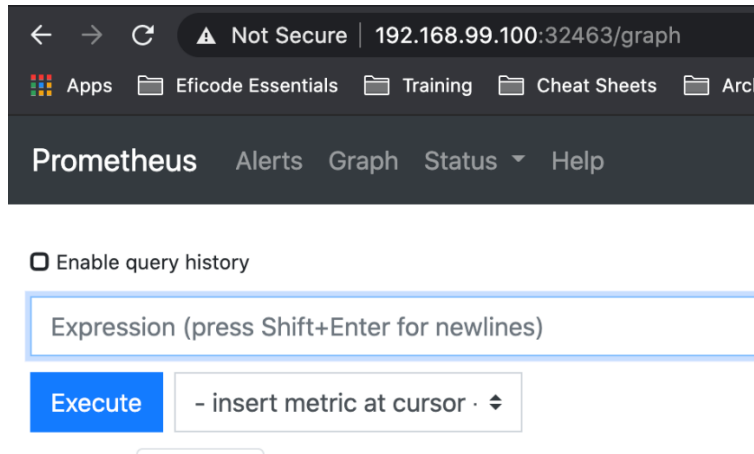 Not Secure | 192.168.99.100:32463/graph
Apps Eficode Essentials Training Cheat Sheets
Prometheus Alerts Graph Status Help
Enable query history
Expression (press Shift+Enter for newlines)
Execute - insert metric at cursor -